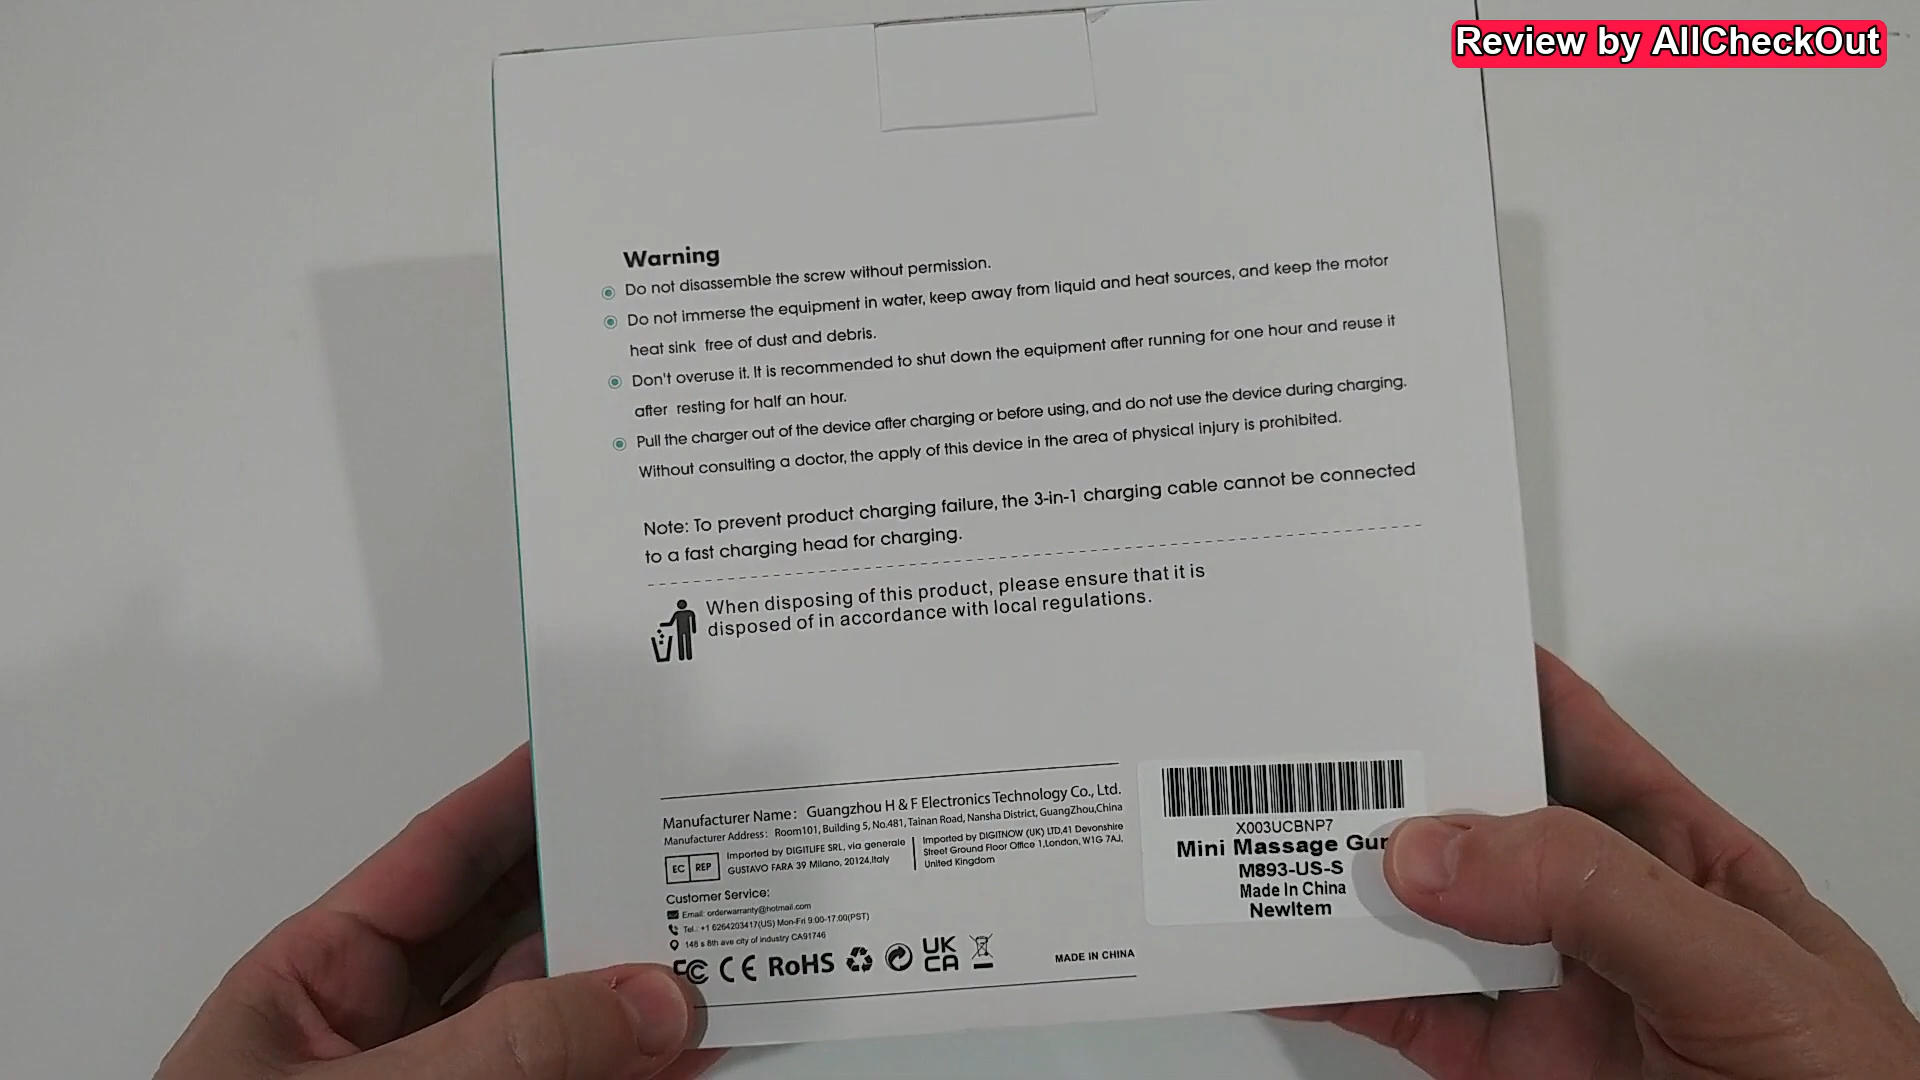 Review by AllCheckOut
Warning
Do not disassemble the screw without permission.
Do not immerse the equipment in water, keep away from liquid and heat sources, and keep the motor
heat sink free of dust and debris.
Don't overuse it. It is recommended to shut down the equipment after running for one hour and reuse it
after resting for half an hour.
Pull the charger out of the device after charging or before using, and do not use the device during charging.
Without consulting a doctor, the apply of this device in the area of physical injury is prohibited.
Note: To prevent product charging failure, the 3-in-1 charging cable cannot be connected
to a fast charging head for charging.
When disposing of this product, please ensure that it is
disposed of in accordance with local regulations.
Manufacturer Name: Guangzhou H & F Electronics Technology Co., Ltd.
Manufacturer Address: Room101, Building 5, No.481, Tainan Road, Nansha District, GuangZhou,China
EC REP
Imported by DIGITLIFE SRL, via generale
GUSTAVO FARA 39 Milano, 20124,Italy
Imported by DIGITNOW (UK) LTD,41 Devonshire
Street Ground Floor Office 1,London, W1G 7AJ,
United Kingdom
Customer Service:
Email: orderwarranty@hotmail.com
Tel.: +1 6264203417(US) Mon-Fri 9:00-17:00(PST)
148 s 8th ave city of industry CA91746
FC CE RoHS UK
CA
MADE IN CHINA
X003UCBNP7
Mini Massage Gun
M893-US-S
Made In China
NewItem